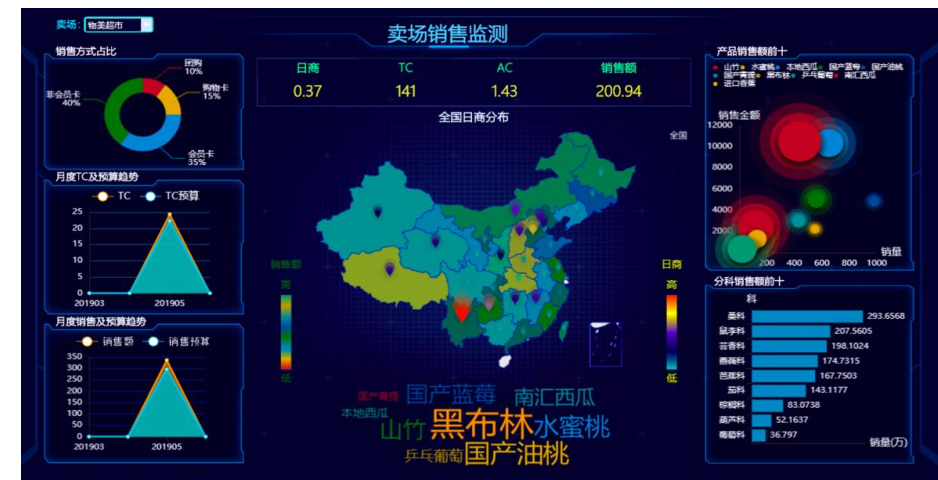 卖场销售监测
卖场:
物美超市
销售方式占比
团购
10%
购物卡
15%
非会员卡
40%
会员卡
35%
月度TC及预算趋势
TC TC预算
25
20
15
10
5
0
201903 201905
月度销售及预算趋势
销售额 销售预算
350
300
250
200
150
100
50
0
201903 201905
日商 TC AC 销售额
0.37 141 1.43 200.94
全国日商分布
全国
销售额
高
低
日商
高
低
国产青提 国产蓝莓 南汇西瓜
本地西瓜
山竹 黑布林 水蜜桃
乒乓葡萄 国产油桃
产品销售额前十
山竹 水蜜桃 本地西瓜 国产蓝莓 国产油桃
国产青提 黑布林 乒乓葡萄 南汇西瓜
进口香蕉
销售金额
12000
10000
8000
6000
4000
2000
200 400 600 800 1000
销量
分科销售额前十
科
桑科 293.6568
鼠李科 207.5605
芸香科 198.1024
蔷薇科 174.7315
芭蕉科 167.7503
茄科 143.1177
棕榈科 83.0738
葫芦科 52.1637
葡萄科 36.797
销量(万)